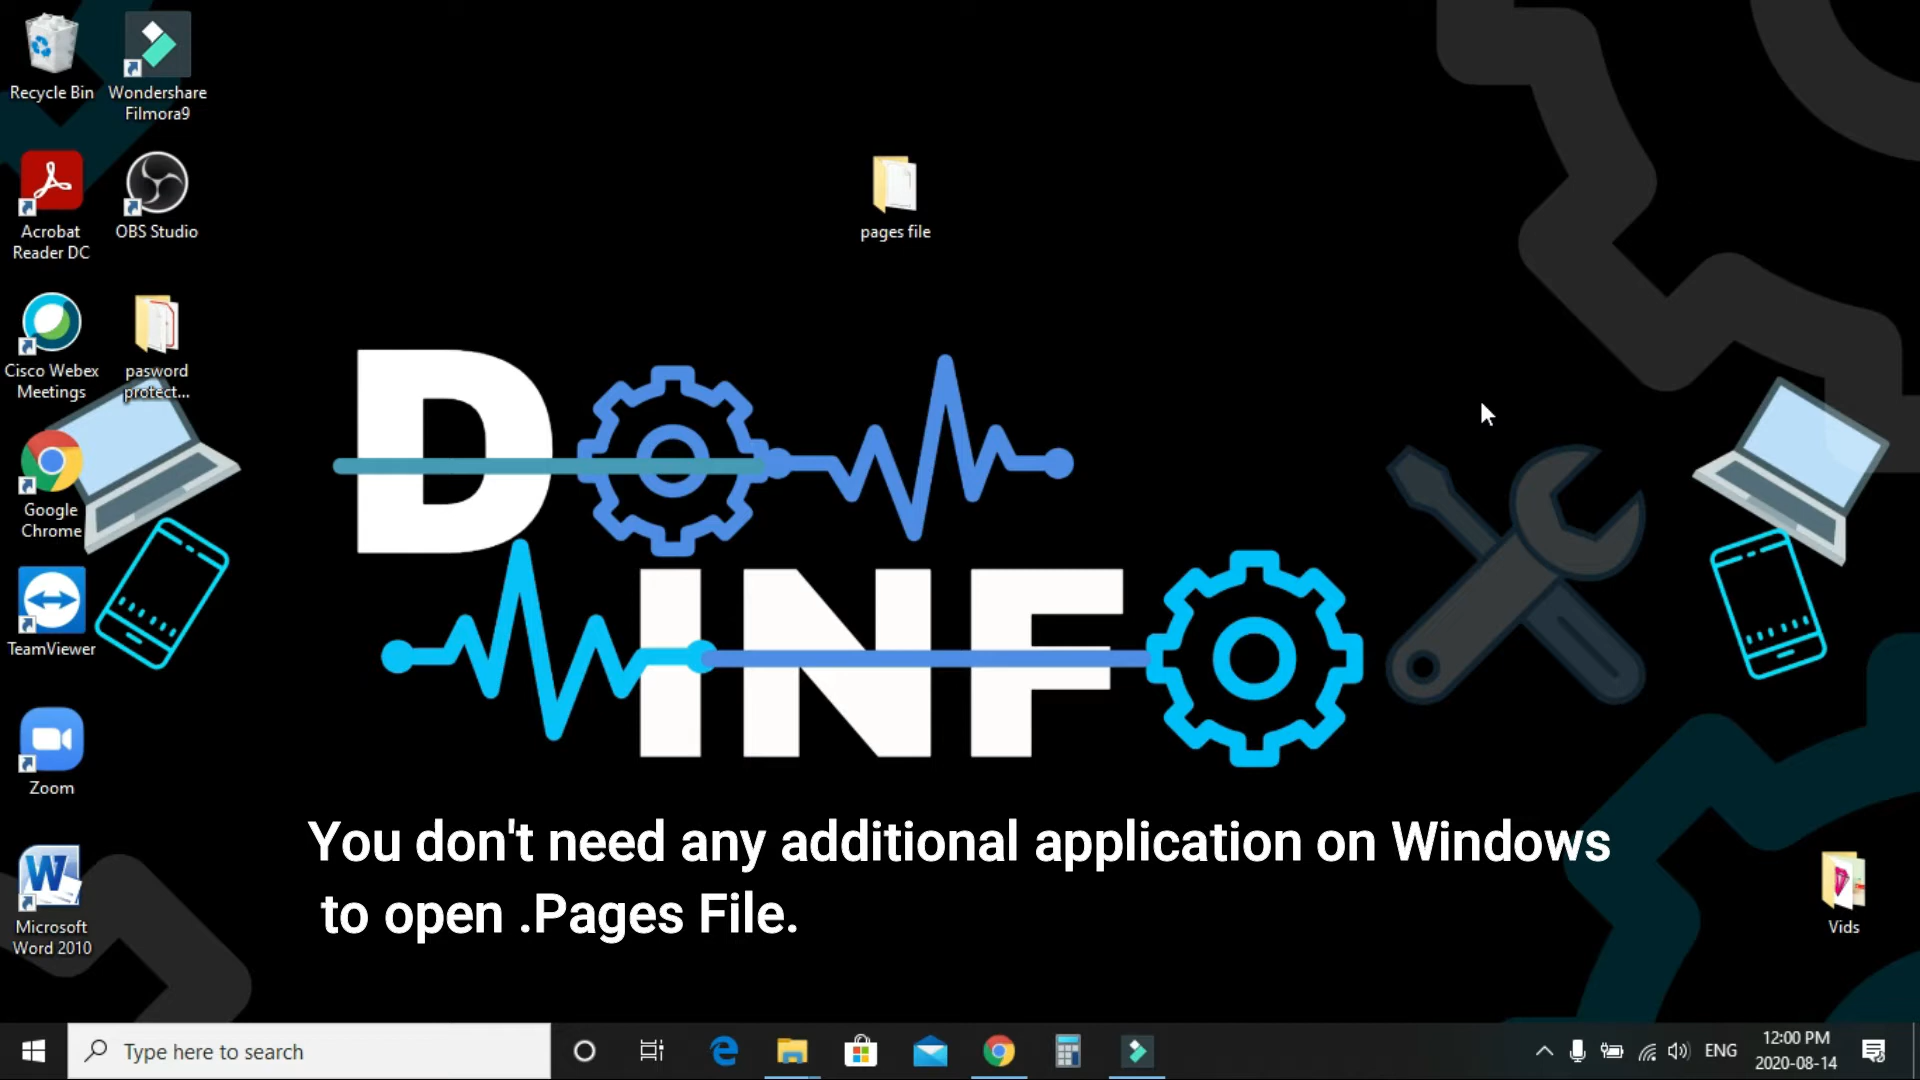 Recycle Bin
Wondershare
Filmora9
Acrobat
Reader DC
OBS Studio
pages file
Cisco Webex
Meetings
pasword
protect...
Google
Chrome
TeamViewer
Zoom
Microsoft
Word 2010
D
INF
You don't need any additional application on Windows
to open .Pages File.
Vids
Type here to search
ENG
12:00 PM
2020-08-14